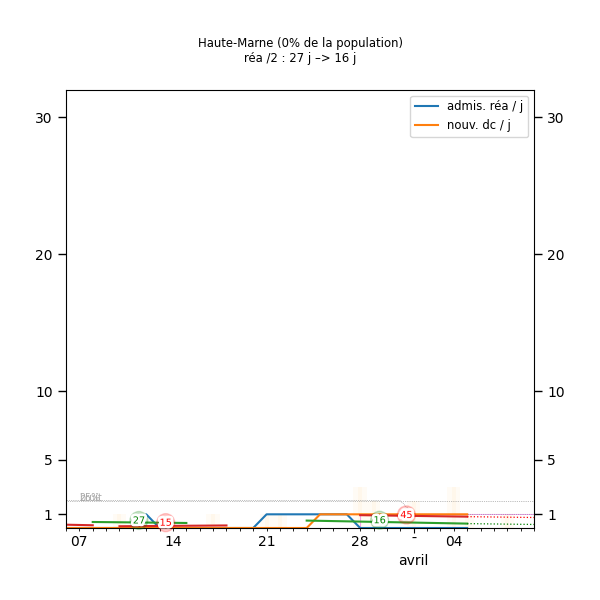 Haute-Marne (0% de la population)
réa /2 : 27 j –> 16 j
admis. réa / j
nouv. dc / j
30 30
20 20
10 10
5 5
1 1
27 15 16 45
07 14 21 28 - 04
avril